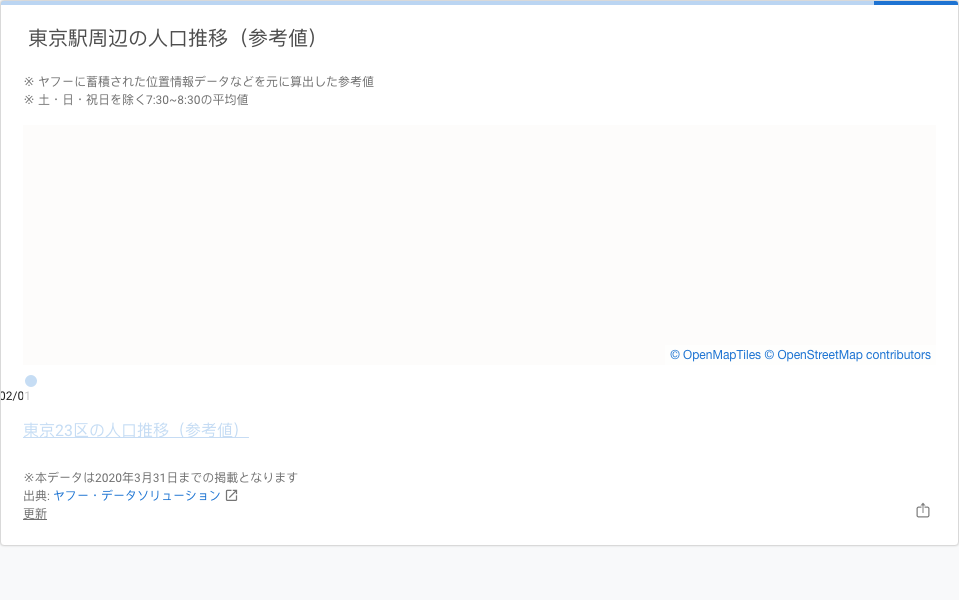 東京駅周辺の人口推移（参考値）
※ ヤフーに蓄積された位置情報データなどを元に算出した参考値
※ 土・日・祝日を除く7:30~8:30の平均値
© OpenMapTiles © OpenStreetMap contributors
02/01
東京23区の人口推移（参考値）
※本データは2020年3月31日までの掲載となります
出典: ヤフー・データソリューション
更新